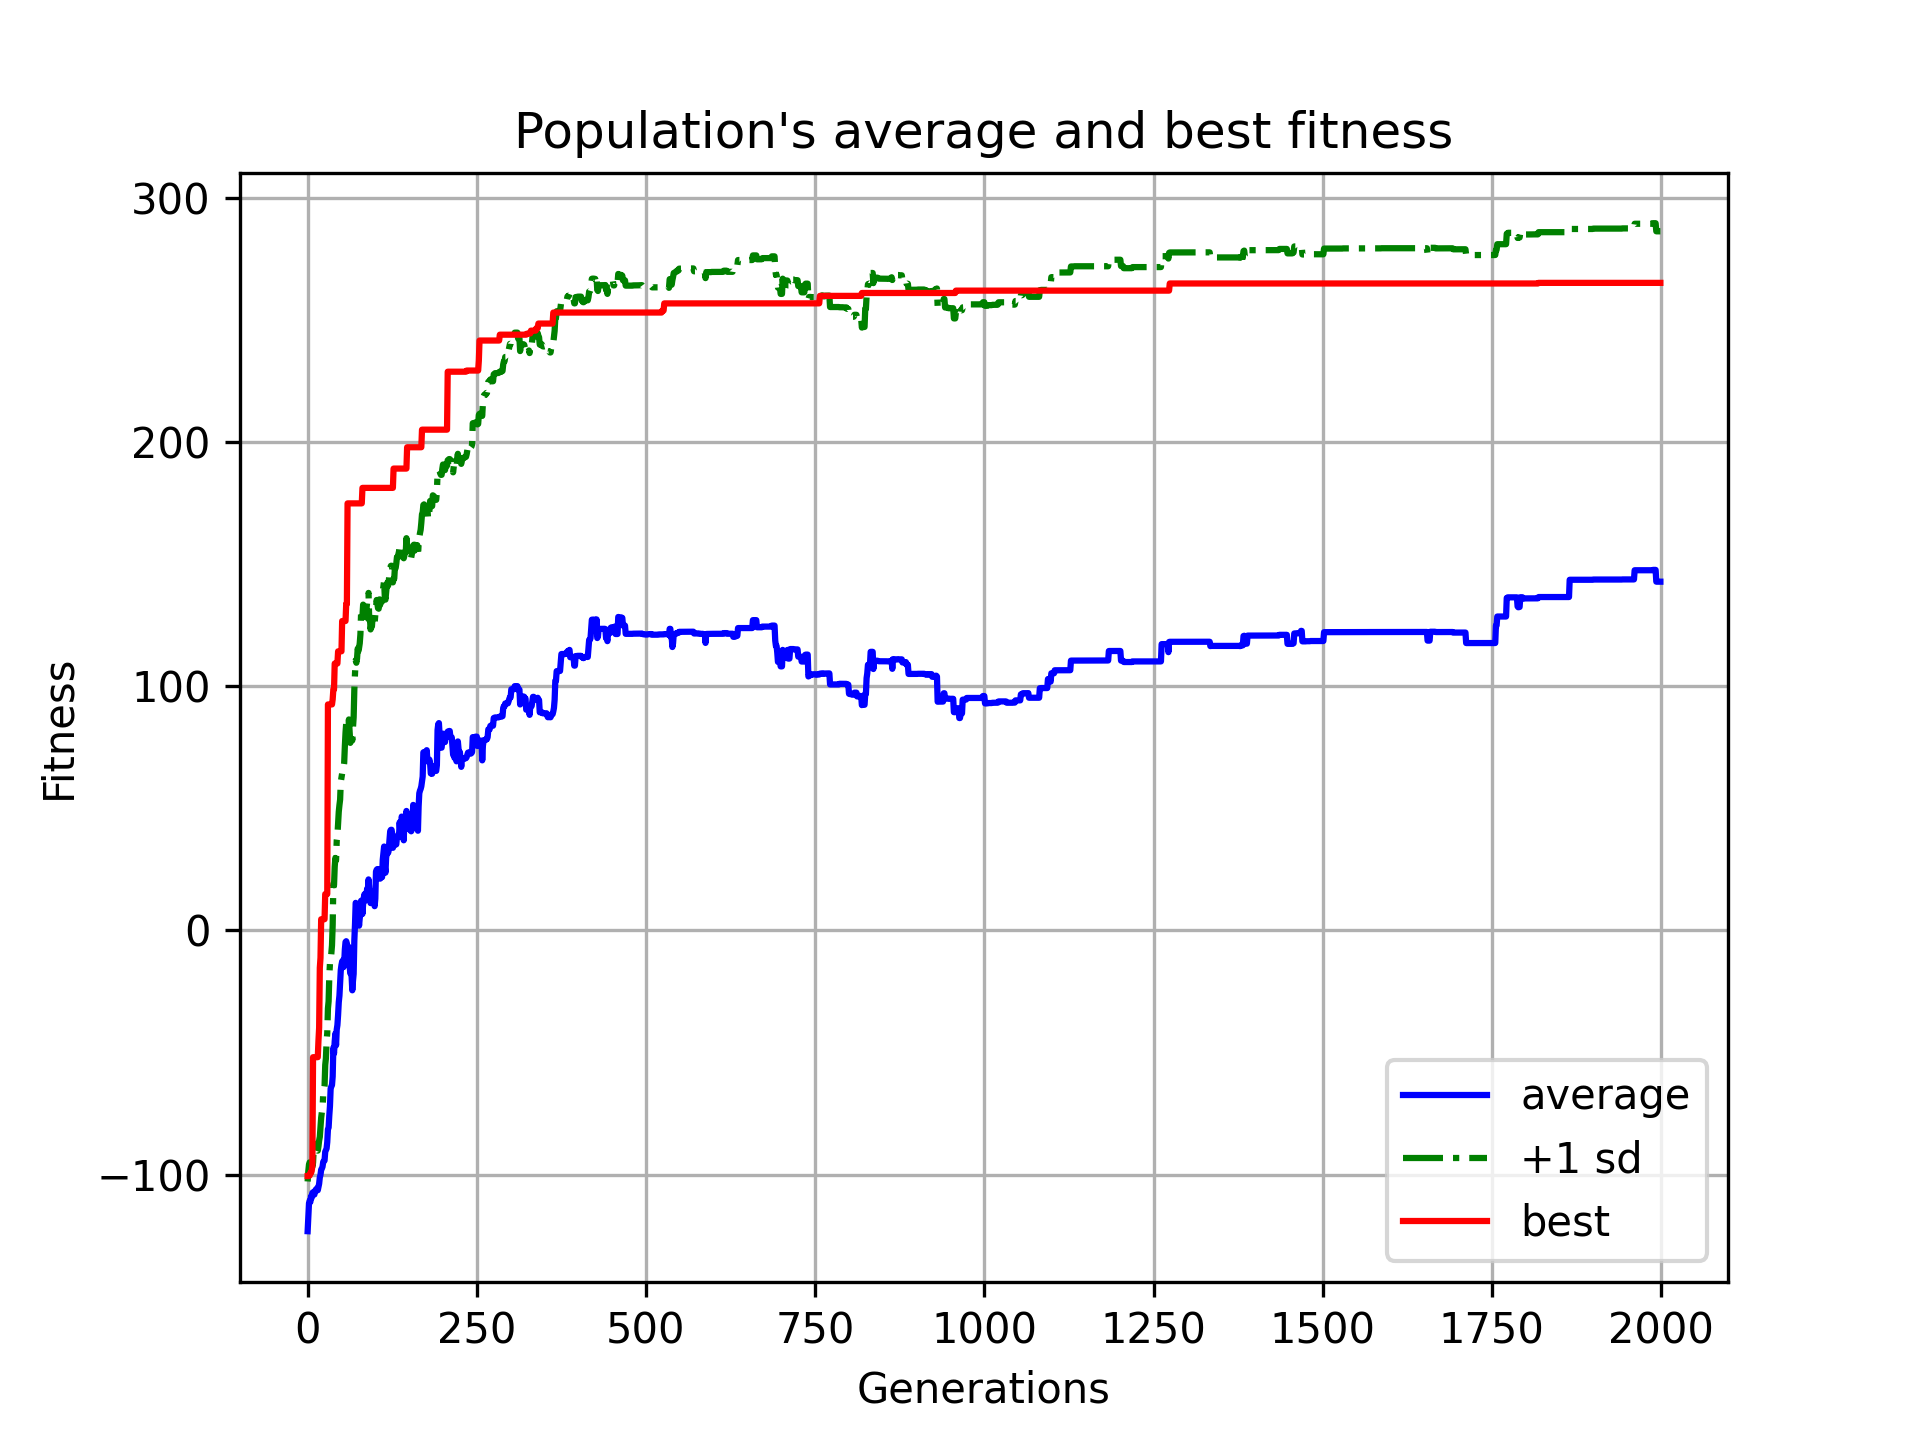 Population's average and best fitness
300
200
100
0
−100
Fitness
0 250 500 750 1000 1250 1500 1750 2000
Generations
average
+1 sd
best